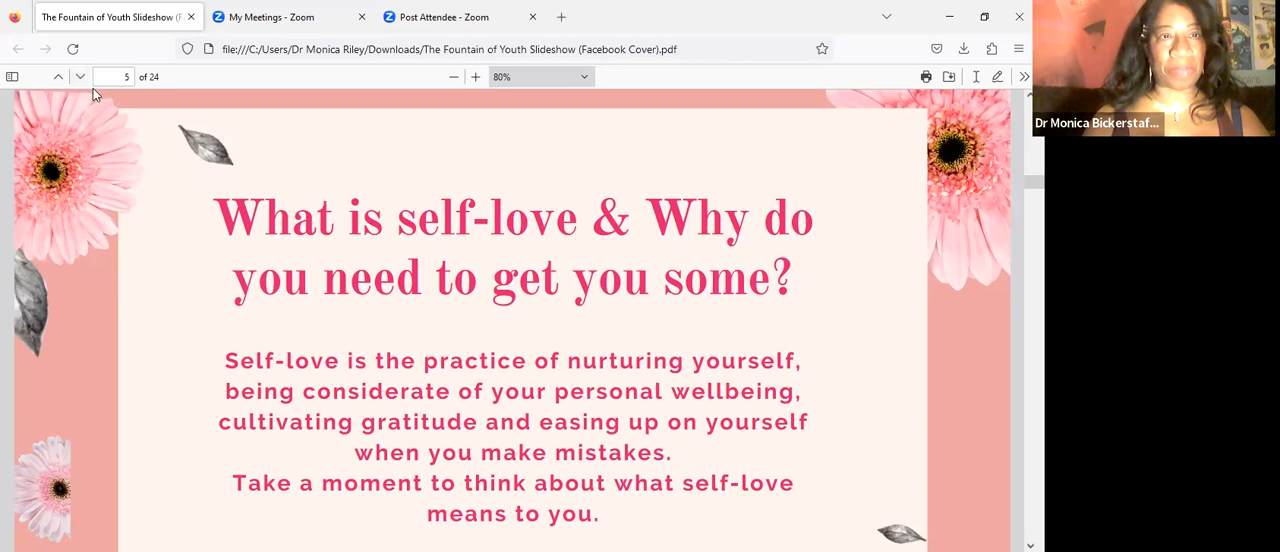 The Fountain of Youth Slideshow (F
My Meetings - Zoom
Post Attendee - Zoom
file:///C:/Users/Dr Monica Riley/Downloads/The Fountain of Youth Slideshow (Facebook Cover).pdf
5 of 24
80%
Dr Monica Bickerstaf...
What is self-love & Why do
you need to get you some?
Self-love is the practice of nurturing yourself,
being considerate of your personal wellbeing,
cultivating gratitude and easing up on yourself
when you make mistakes.
Take a moment to think about what self-love
means to you.